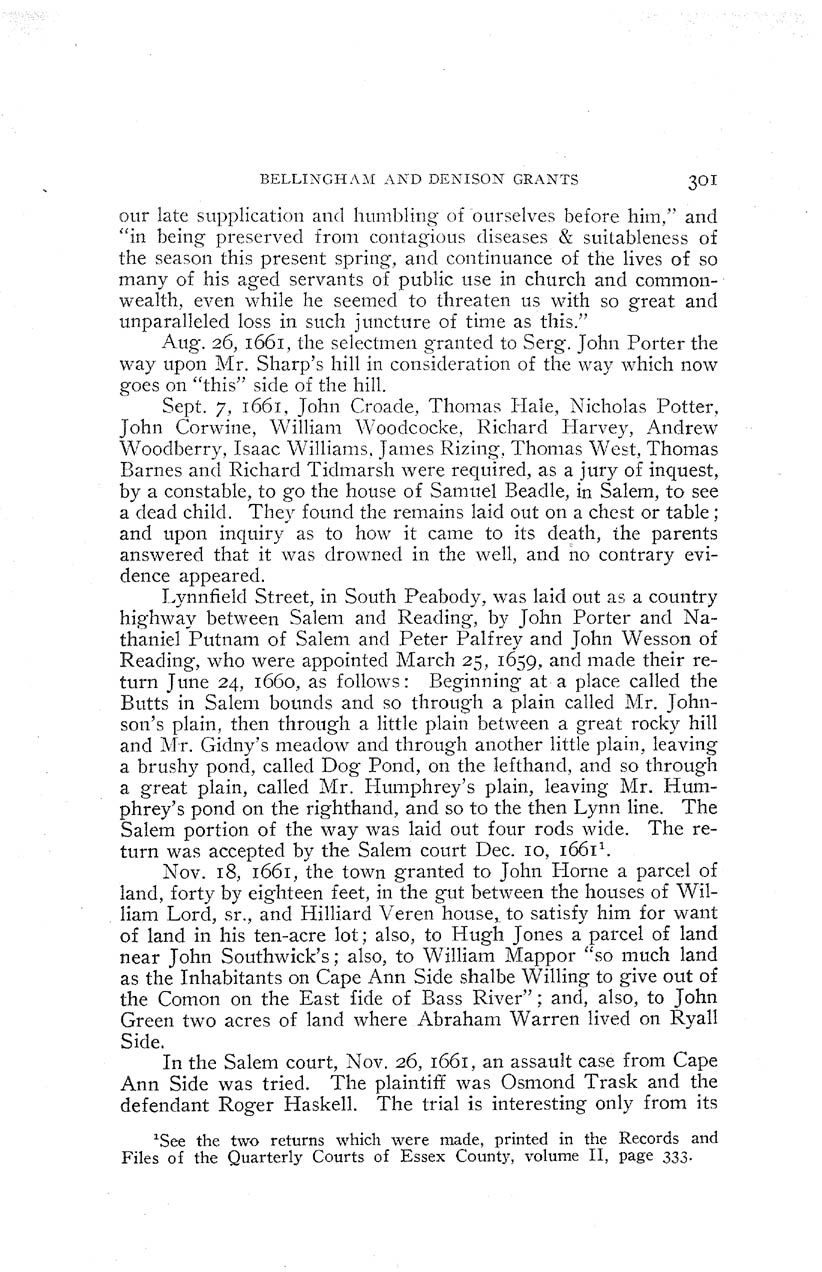 BELLINGHAM AND DENISON GRANTS 301
our late supplication and humbling of ourselves before him,” and
“in being preserved from contagious diseases & suitableness of
the season this present spring, and continuance of the lives of so
many of his aged servants of public use in church and common-
wealth, even while he seemed to threaten us with so great and
unparalleled loss in such juncture of time as this.”
Aug. 26, 1661, the selectmen granted to Serg. John Porter the
way upon Mr. Sharp’s hill in consideration of the way which now
goes on “this” side of the hill.
Sept. 7, 1661, John Croade, Thomas Hale, Nicholas Potter,
John Corwine, William Woodcocke, Richard Harvey, Andrew
Woodberry, Isaac Williams, James Rizing, Thomas West, Thomas
Barnes and Richard Tidmarsh were required, as a jury of inquest,
by a constable, to go the house of Samuel Beadle, in Salem, to see
a dead child. They found the remains laid out on a chest or table;
and upon inquiry as to how it came to its death, the parents
answered that it was drowned in the well, and no contrary evi-
dence appeared.
Lynnfield Street, in South Peabody, was laid out as a country
highway between Salem and Reading, by John Porter and Na-
thaniel Putnam of Salem and Peter Palfrey and John Wesson of
Reading, who were appointed March 25, 1659, and made their re-
turn June 24, 1660, as follows: Beginning at a place called the
Butts in Salem bounds and so through a plain called Mr. John-
son’s plain, then through a little plain between a great rocky hill
and Mr. Gidny’s meadow and through another little plain, leaving
a brushy pond, called Dog Pond, on the lefthand, and so through
a great plain, called Mr. Humphrey’s plain, leaving Mr. Hum-
phrey’s pond on the righthand, and so to the then Lynn line. The
Salem portion of the way was laid out four rods wide. The re-
turn was accepted by the Salem court Dec. 10, 1661¹.
Nov. 18, 1661, the town granted to John Horne a parcel of
land, forty by eighteen feet, in the gut between the houses of Wil-
liam Lord, sr., and Hilliard Veren house, to satisfy him for want
of land in his ten-acre lot; also, to Hugh Jones a parcel of land
near John Southwick’s; also, to William Mappor “so much land
as the Inhabitants on Cape Ann Side shalbe Willing to give out of
the Comon on the East fide of Bass River”; and, also, to John
Green two acres of land where Abraham Warren lived on Ryall
Side.
In the Salem court, Nov. 26, 1661, an assault case from Cape
Ann Side was tried. The plaintiff was Osmond Trask and the
defendant Roger Haskell. The trial is interesting only from its
¹See the two returns which were made, printed in the Records and
Files of the Quarterly Courts of Essex County, volume II, page 333.